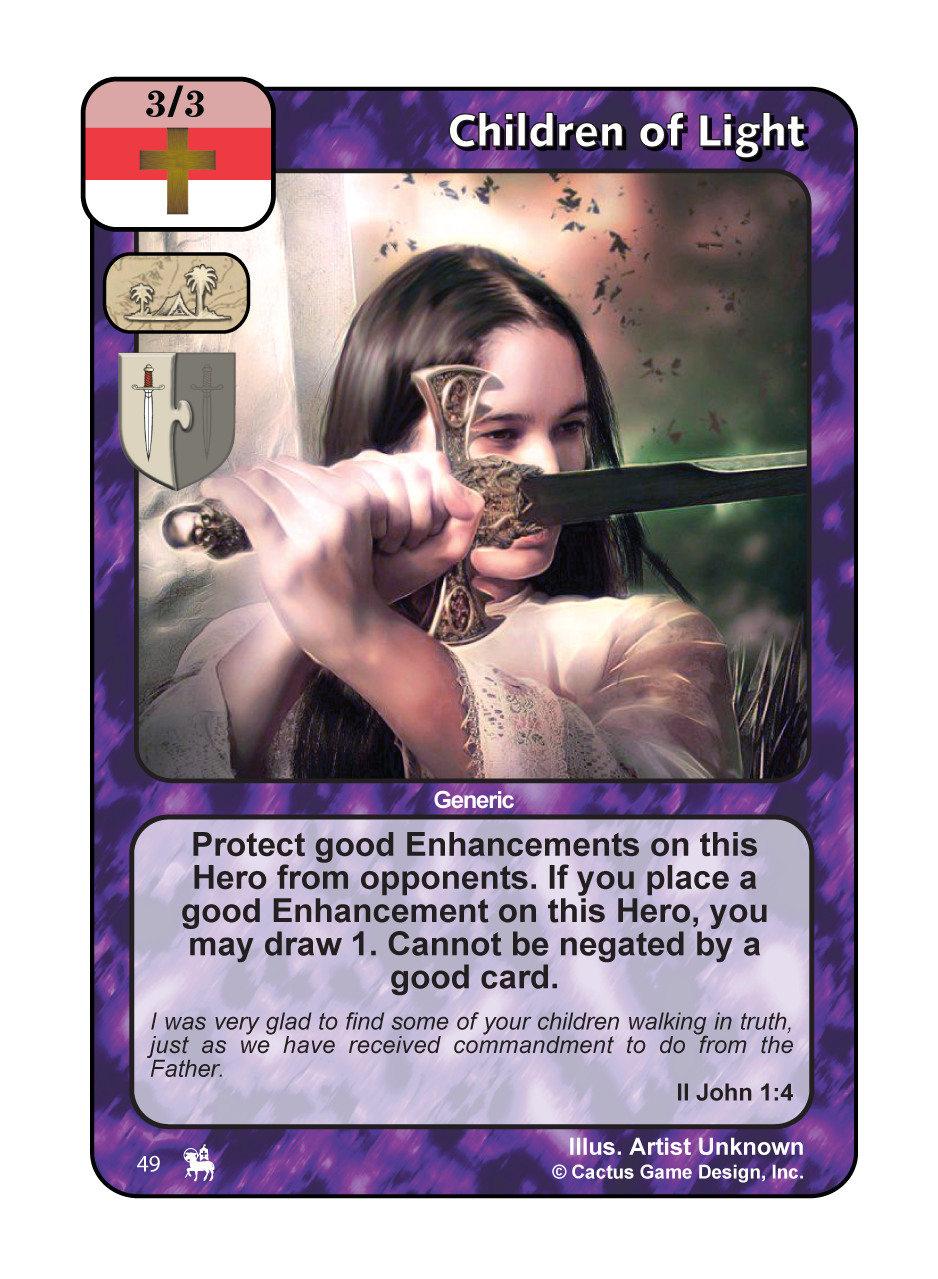 3/3
Children of Light
Generic
Protect good Enhancements on this
Hero from opponents. If you place a
good Enhancement on this Hero, you
may draw 1. Cannot be negated by a
good card.
I was very glad to find some of your children walking in truth,
just as we have received commandment to do from the
Father.
II John 1:4
Illus. Artist Unknown
49
© Cactus Game Design, Inc.